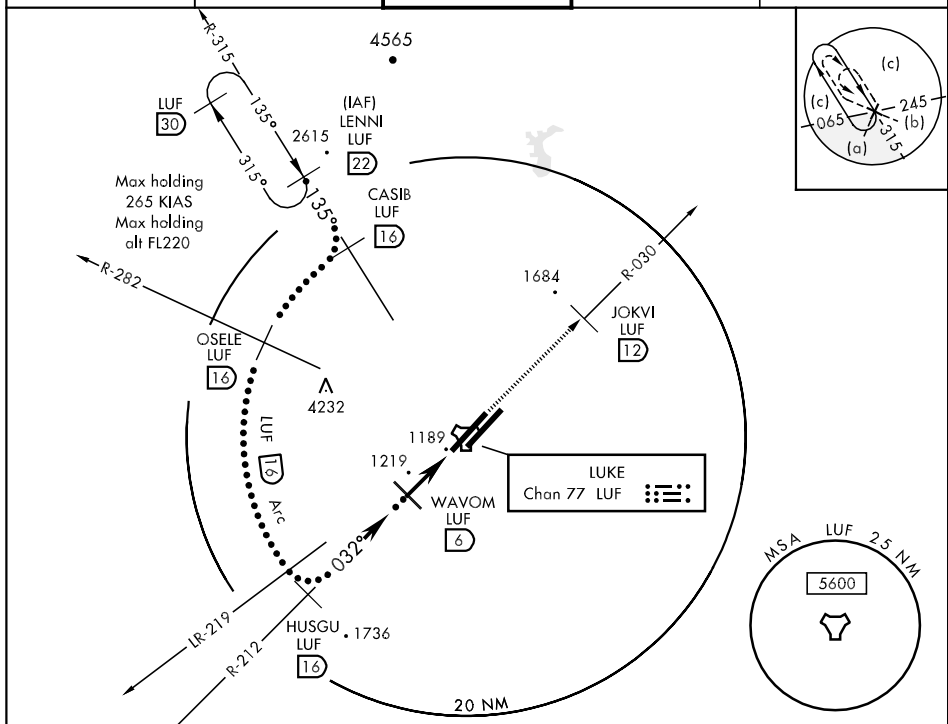 R-315
4565
LUF
30
135°
315°
(IAF)
LENNI
LUF
22
2615
135°
CASIB
LUF
16
Max holding
265 KIAS
Max holding
alt FL220
R-282
OSELE
LUF
16
4232
LUF 16 Arc
1684
R-030
JOKVI
LUF
12
1189
1219
WAVOM
LUF
6
LUKE
Chan 77 LUF
032°
LR-219
R-212
HUSGU
LUF
16
1736
20 NM
(c)
(c)
065
245
(b)
(a)
315
MSA LUF 25 NM
5600